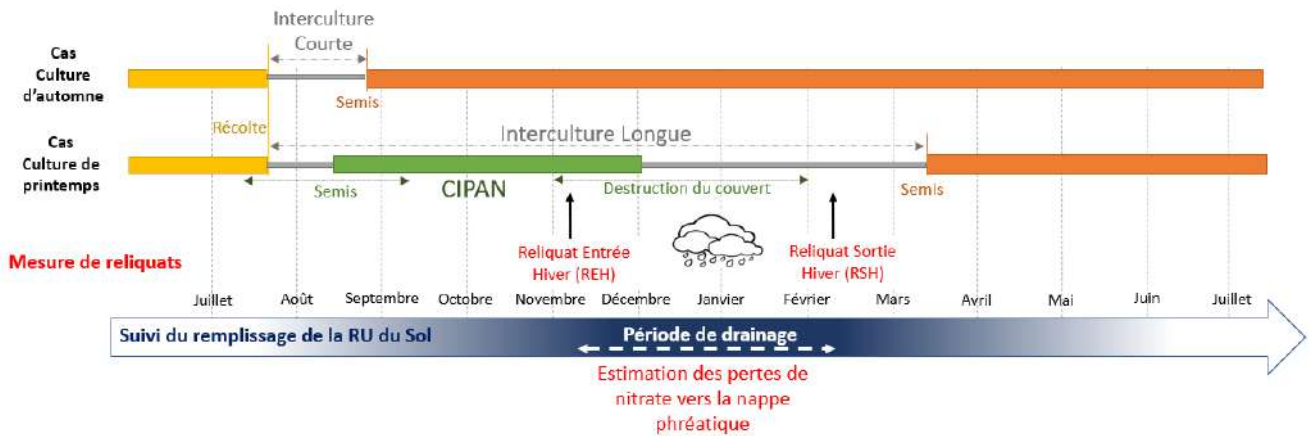 Interculture
Courte
Cas
Culture
d'automne
Semis
Récolte
Interculture Longue
Cas
Culture de
printemps
Semis
CIPAN
Destruction du couvert
Semis
Mesure de reliquats
Reliquat Entrée
Hiver (REH)
Reliquat Sortie
Hiver (RSH)
Juillet Août Septembre Octobre Novembre Décembre Janvier Février Mars Avril Mai Juin Juillet
Suivi du remplissage de la RU du Sol
Période de drainage
Estimation des pertes de
nitrate vers la nappe
phréatique